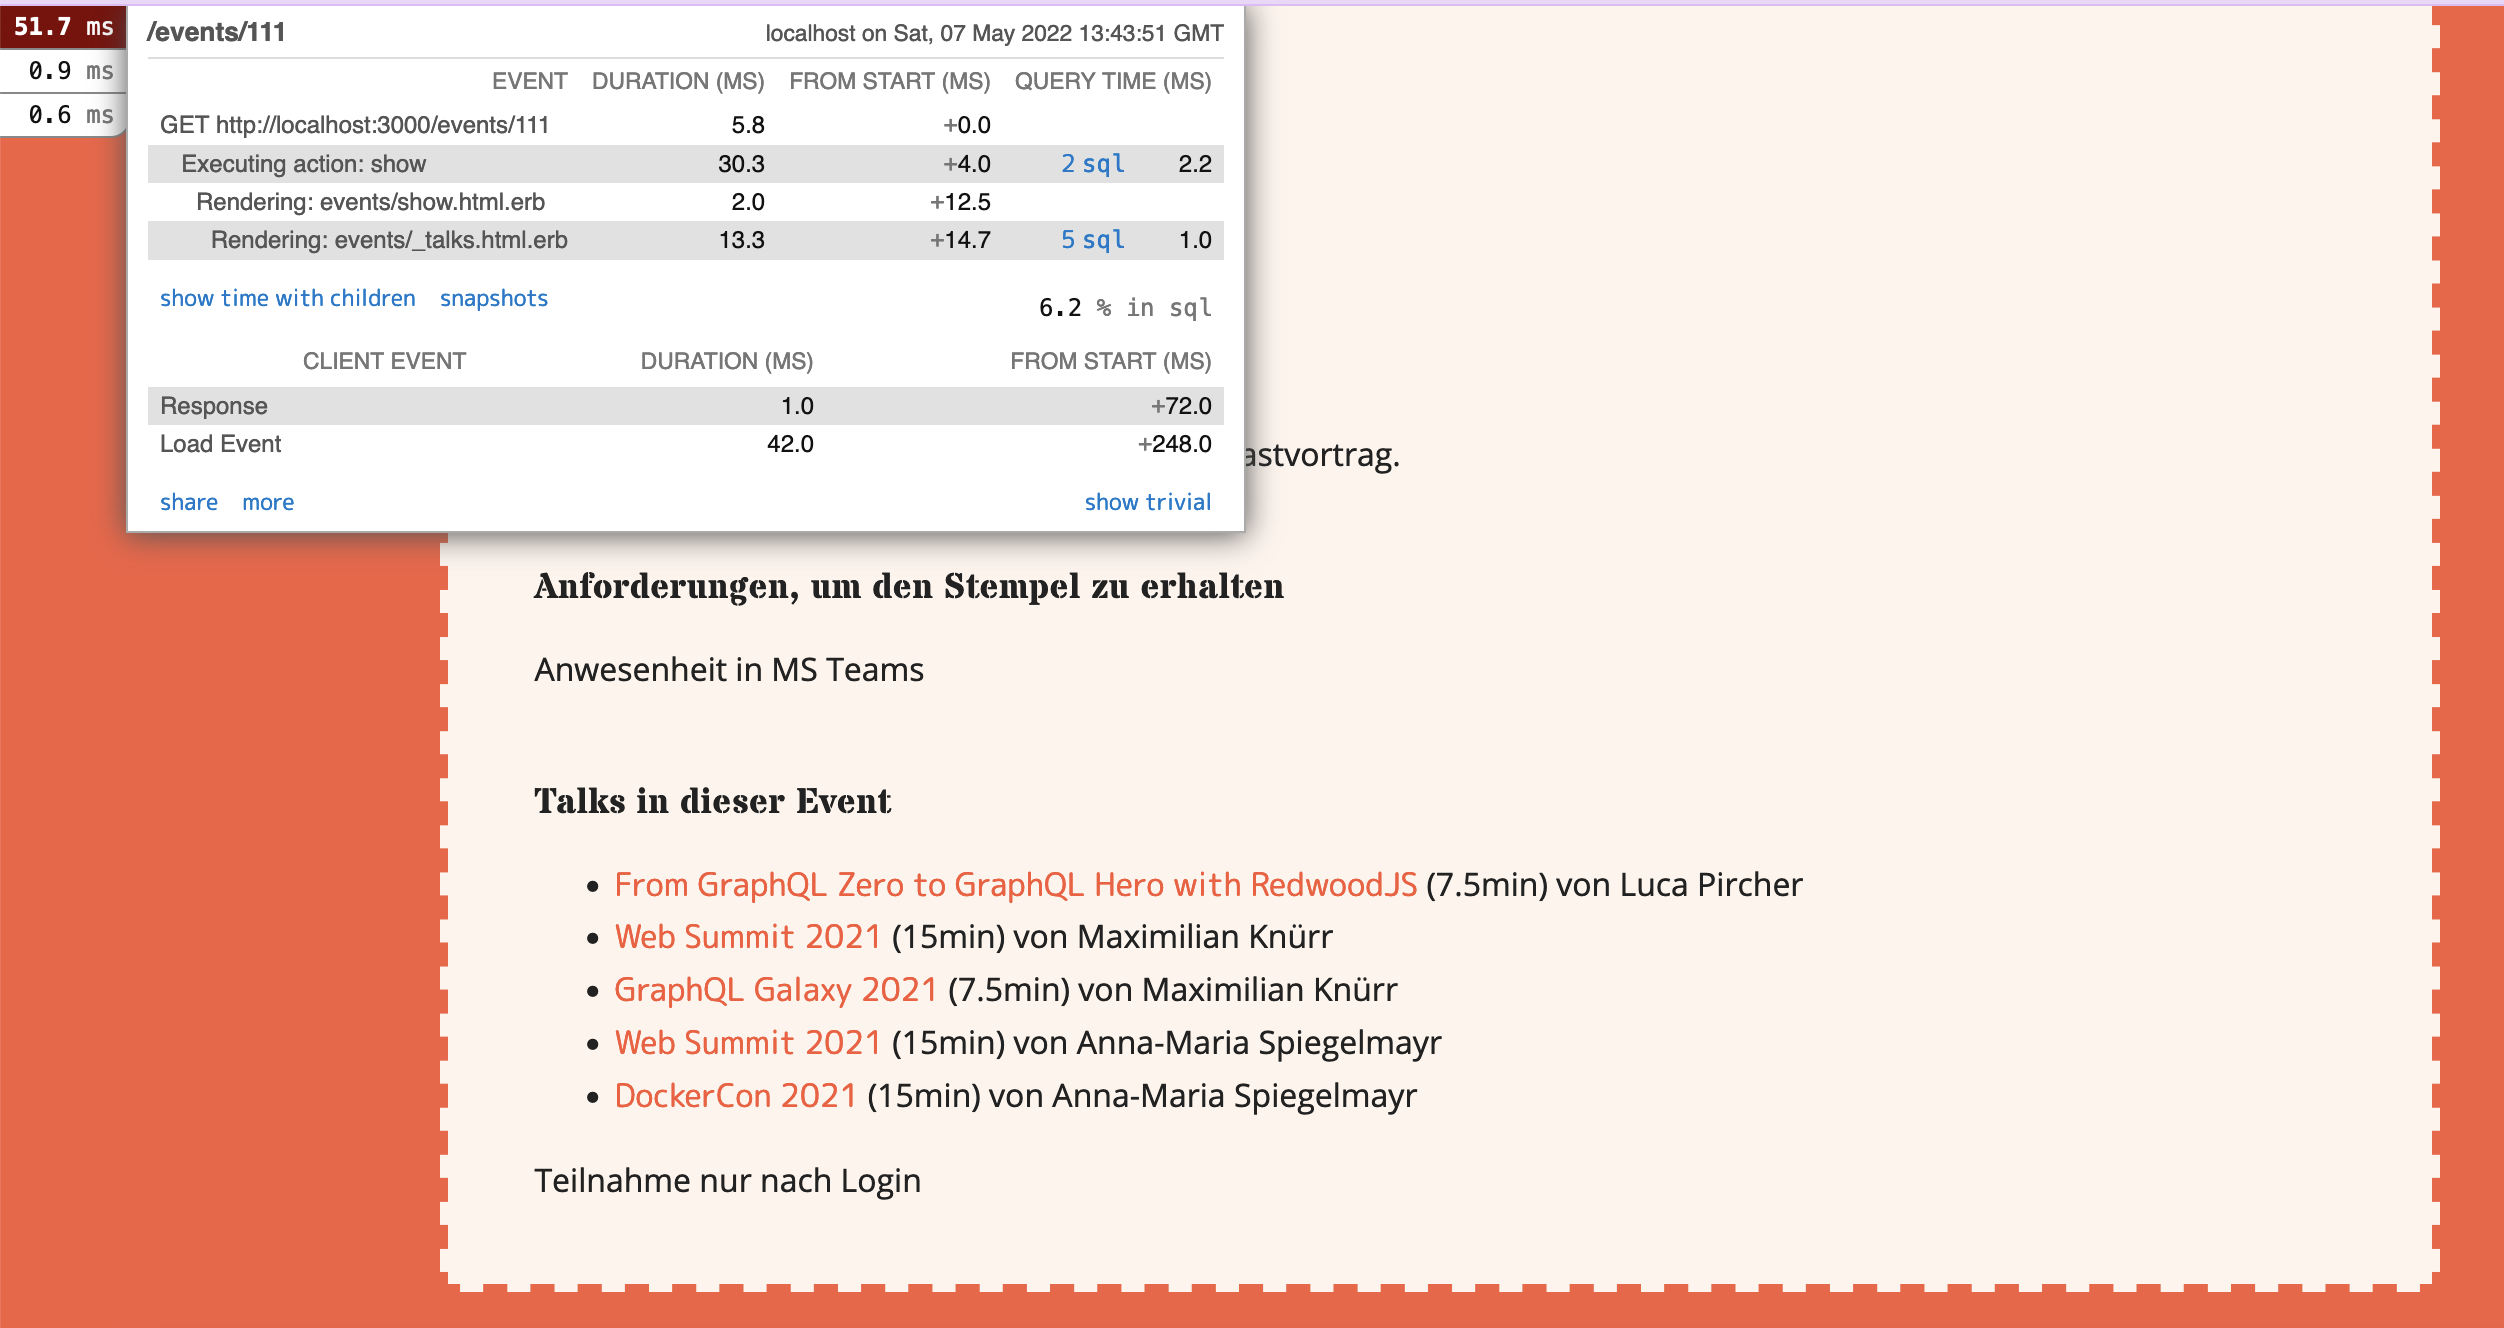 51.7 ms
0.9 ms
0.6 ms
/events/111 localhost on Sat, 07 May 2022 13:43:51 GMT
EVENT DURATION (MS) FROM START (MS) QUERY TIME (MS)
GET http://localhost:3000/events/111 5.8 +0.0
Executing action: show 30.3 +4.0 2 sql 2.2
Rendering: events/show.html.erb 2.0 +12.5
Rendering: events/_talks.html.erb 13.3 +14.7 5 sql 1.0
show time with children snapshots
6.2 % in sql
CLIENT EVENT DURATION (MS) FROM START (MS)
Response 1.0 +72.0
Load Event 42.0 +248.0
share more show trivial
astvortrag.
Anforderungen, um den Stempel zu erhalten
Anwesenheit in MS Teams
Talks in dieser Event
• From GraphQL Zero to GraphQL Hero with RedwoodJS (7.5min) von Luca Pircher
• Web Summit 2021 (15min) von Maximilian Knürr
• GraphQL Galaxy 2021 (7.5min) von Maximilian Knürr
• Web Summit 2021 (15min) von Anna-Maria Spiegelmayr
• DockerCon 2021 (15min) von Anna-Maria Spiegelmayr
Teilnahme nur nach Login